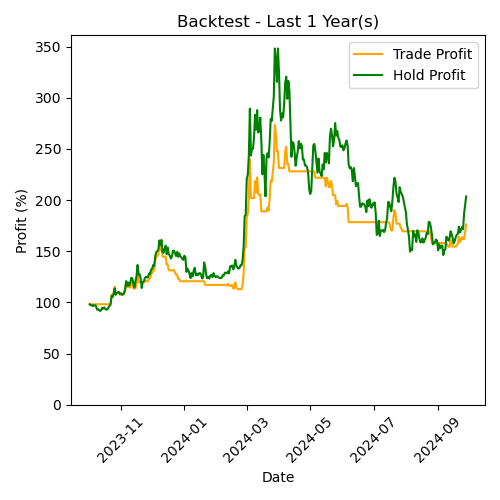 Backtest - Last 1 Year(s)
Trade Profit
Hold Profit
Profit (%)
350
300
250
200
150
100
50
0
2023-11
2024-01
2024-03
2024-05
2024-07
2024-09
Date